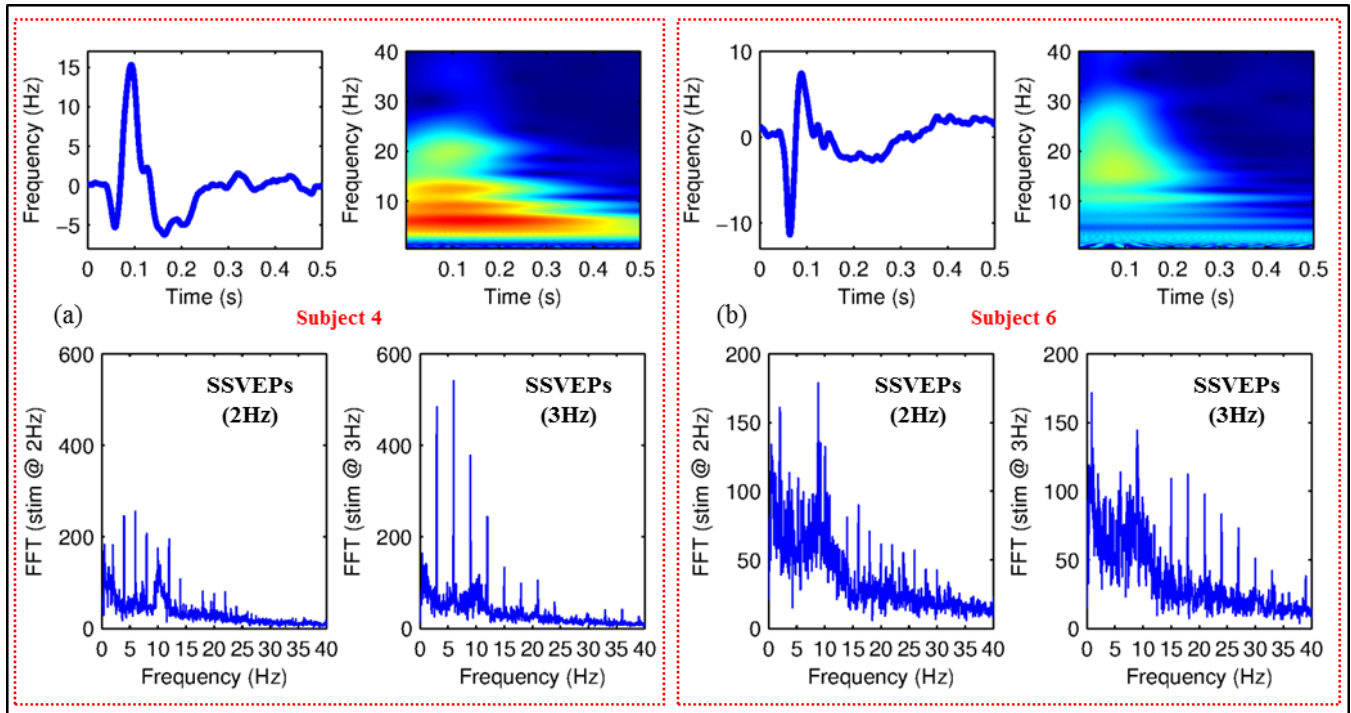 Frequency (Hz)
15
10
5
0
−5
0 0.1 0.2 0.3 0.4 0.5
Time (s)
Frequency (Hz)
40
30
20
10
0.1 0.2 0.3 0.4 0.5
Time (s)
(a)
Subject 4
FFT (stim @ 2Hz)
600
400
200
0
SSVEPs
(2Hz)
0 5 10 15 20 25 30 35 40
Frequency (Hz)
FFT (stim @ 3Hz)
600
400
200
0
SSVEPs
(3Hz)
0 5 10 15 20 25 30 35 40
Frequency (Hz)
Frequency (Hz)
10
0
−10
0 0.1 0.2 0.3 0.4 0.5
Time (s)
Frequency (Hz)
40
30
20
10
0.1 0.2 0.3 0.4 0.5
Time (s)
(b)
Subject 6
FFT (stim @ 2Hz)
200
150
100
50
0
SSVEPs
(2Hz)
0 5 10 15 20 25 30 35 40
Frequency (Hz)
FFT (stim @ 3Hz)
200
150
100
50
0
SSVEPs
(3Hz)
0 5 10 15 20 25 30 35 40
Frequency (Hz)